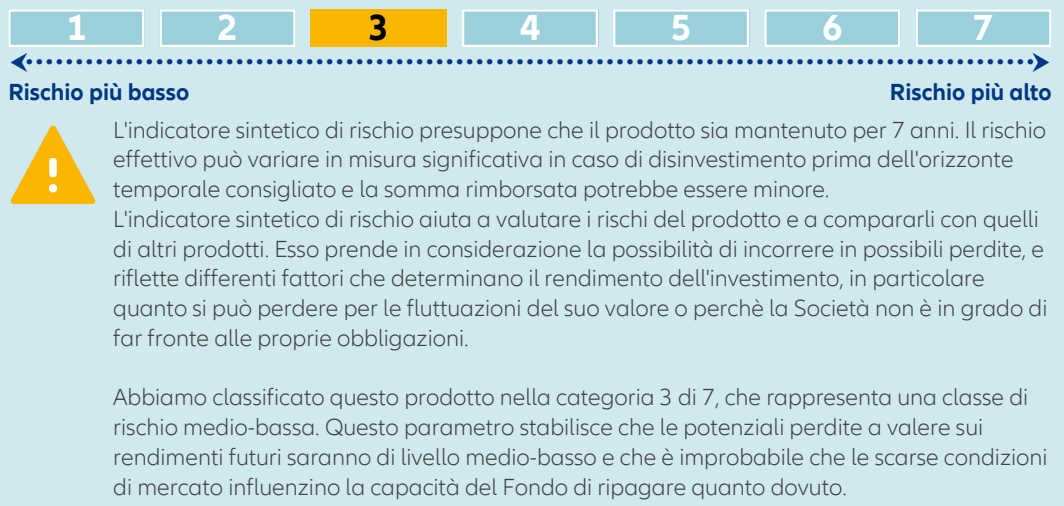 1 2 3 4 5 6 7
Rischio più basso Rischio più alto
L'indicatore sintetico di rischio presuppone che il prodotto sia mantenuto per 7 anni. Il rischio
effettivo può variare in misura significativa in caso di disinvestimento prima dell'orizzonte
temporale consigliato e la somma rimborsata potrebbe essere minore.
L'indicatore sintetico di rischio aiuta a valutare i rischi del prodotto e a compararli con quelli
di altri prodotti. Esso prende in considerazione la possibilità di incorrere in possibili perdite, e
riflette differenti fattori che determinano il rendimento dell'investimento, in particolare
quanto si può perdere per le fluttuazioni del suo valore o perchè la Società non è in grado di
far fronte alle proprie obbligazioni.
Abbiamo classificato questo prodotto nella categoria 3 di 7, che rappresenta una classe di
rischio medio-bassa. Questo parametro stabilisce che le potenziali perdite a valere sui
rendimenti futuri saranno di livello medio-basso e che è improbabile che le scarse condizioni
di mercato influenzino la capacità del Fondo di ripagare quanto dovuto.